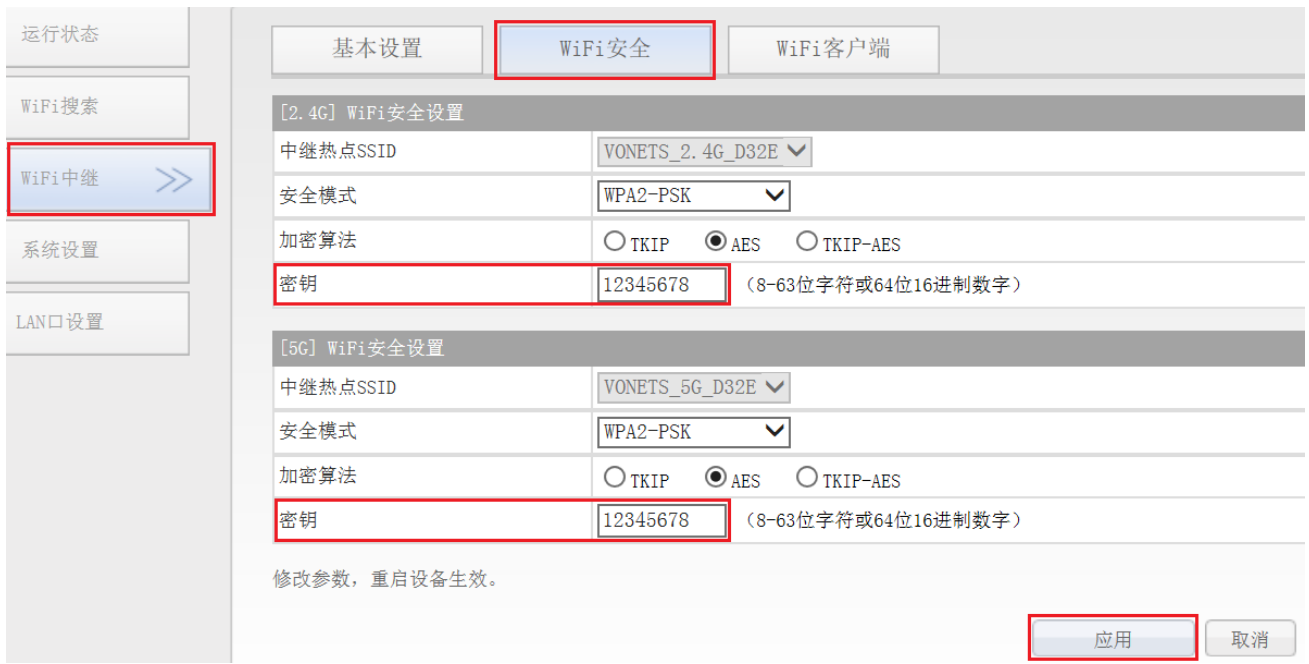 运行状态
WiFi搜索
WiFi中继
系统设置
LAN口设置
基本设置 WiFi安全 WiFi客户端
[2.4G] WiFi安全设置
中继热点SSID VONETS_2.4G_D32E
安全模式 WPA2-PSK
加密算法 TKIP AES TKIP-AES
密钥 12345678 (8-63位字符或64位16进制数字)
[5G] WiFi安全设置
中继热点SSID VONETS_5G_D32E
安全模式 WPA2-PSK
加密算法 TKIP AES TKIP-AES
密钥 12345678 (8-63位字符或64位16进制数字)
修改参数，重启设备生效。
应用 取消